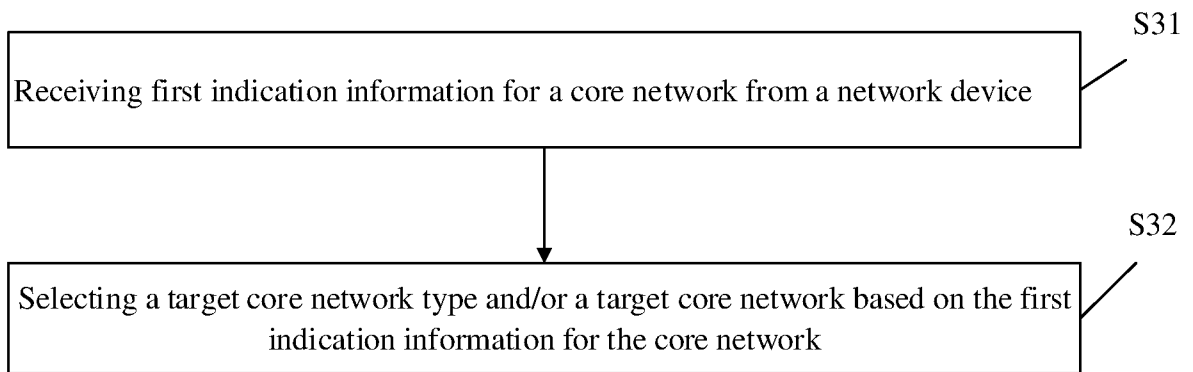 S31
Receiving first indication information for a core network from a network device
S32
Selecting a target core network type and/or a target core network based on the first
indication information for the core network